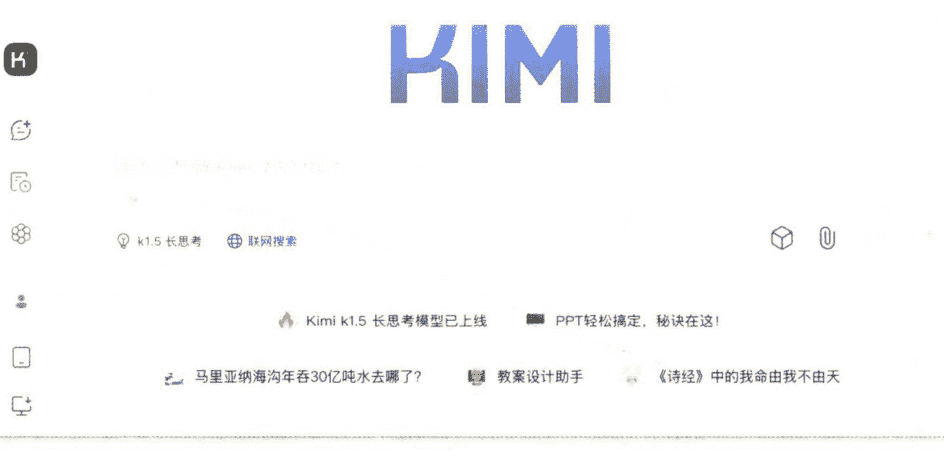 KIMI
K
k1.5 长思考 联网搜索
Kimi k1.5 长思考模型已上线 PPT轻松搞定，秘诀在这！
马里亚纳海沟年吞30亿吨水去哪了？ 教案设计助手 《诗经》中的我命由我不由天